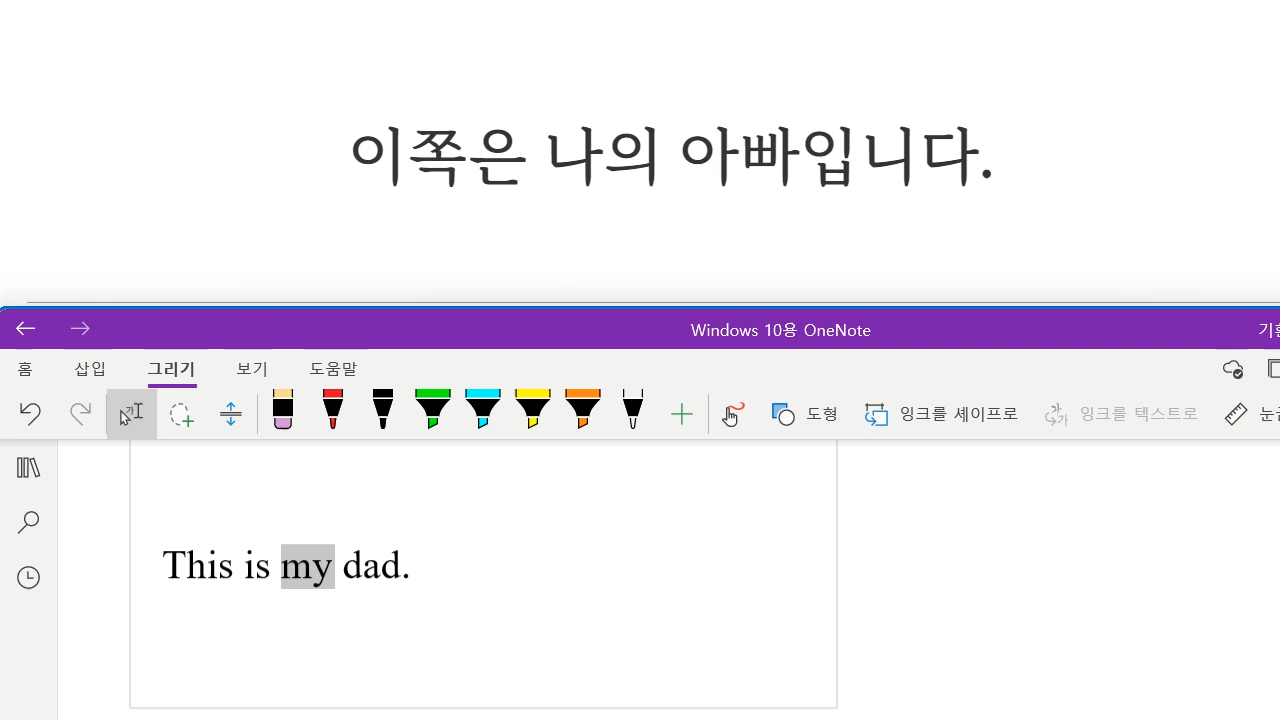 이쪽은 나의 아빠입니다.
Windows 10용 OneNote
홈 삽입 그리기 보기 도움말
도형 잉크를 셰이프로 잉크를 텍스트로
This is my dad.